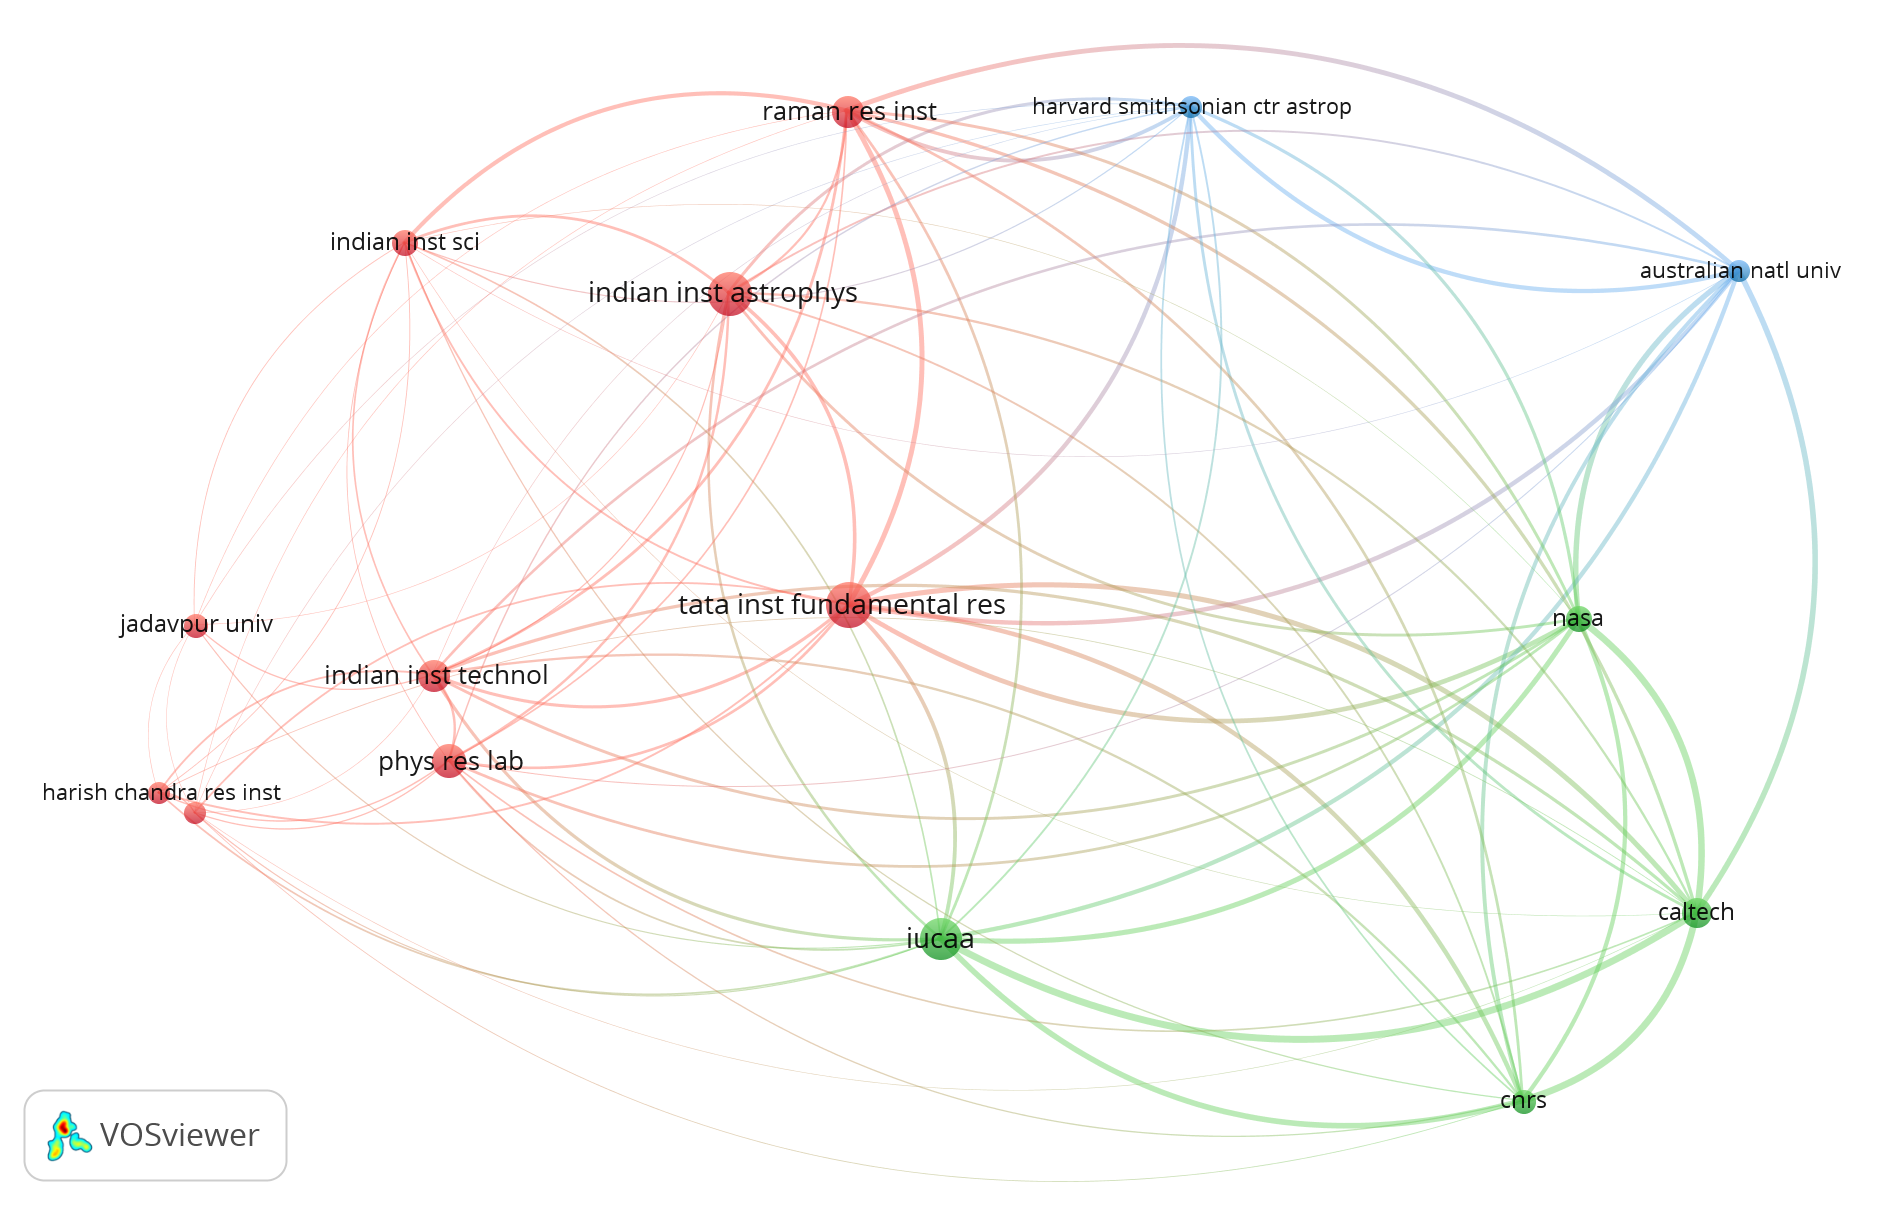 raman res inst
harvard smithsonian ctr astrop
indian inst sci
australian natl univ
indian inst astrophys
tata inst fundamental res
nasa
jadavpur univ
indian inst technol
phys res lab
harish chandra res inst
caltech
iucaa
cnrs
VOSviewer